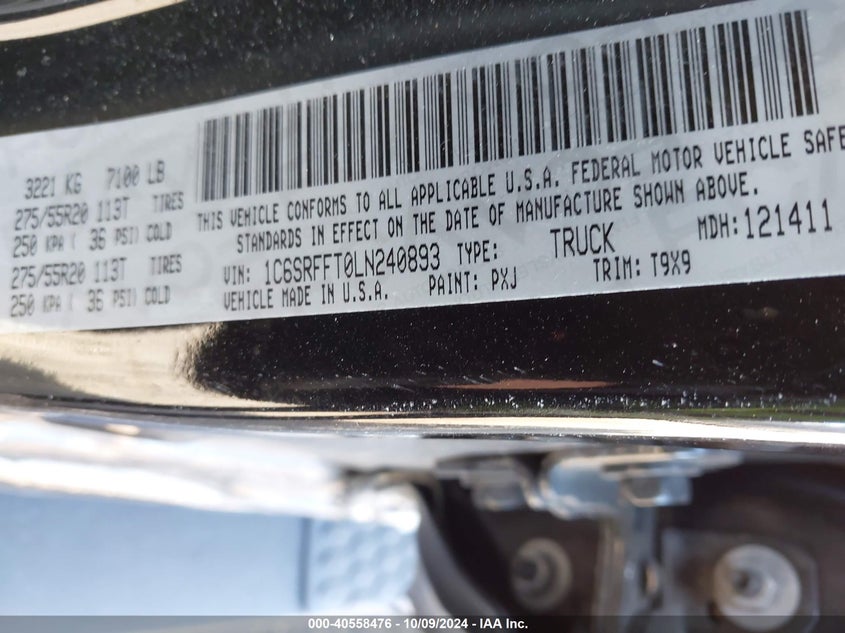 3221 KG 7100 LB
275/55R20 113T TIRES
250 KPA ( 36 PSI) COLD
275/55R20 113T TIRES
250 KPA ( 36 PSI) COLD
THIS VEHICLE CONFORMS TO ALL APPLICABLE U.S.A. FEDERAL MOTOR VEHICLE SAFE
STANDARDS IN EFFECT ON THE DATE OF MANUFACTURE SHOWN ABOVE.
VIN: 1C6SRFFT0LN240893 TYPE: TRUCK MDH:121411
VEHICLE MADE IN U.S.A. PAINT: PXJ TRIM: T9X9
000-40558476 - 10/09/2024 - IAA Inc.